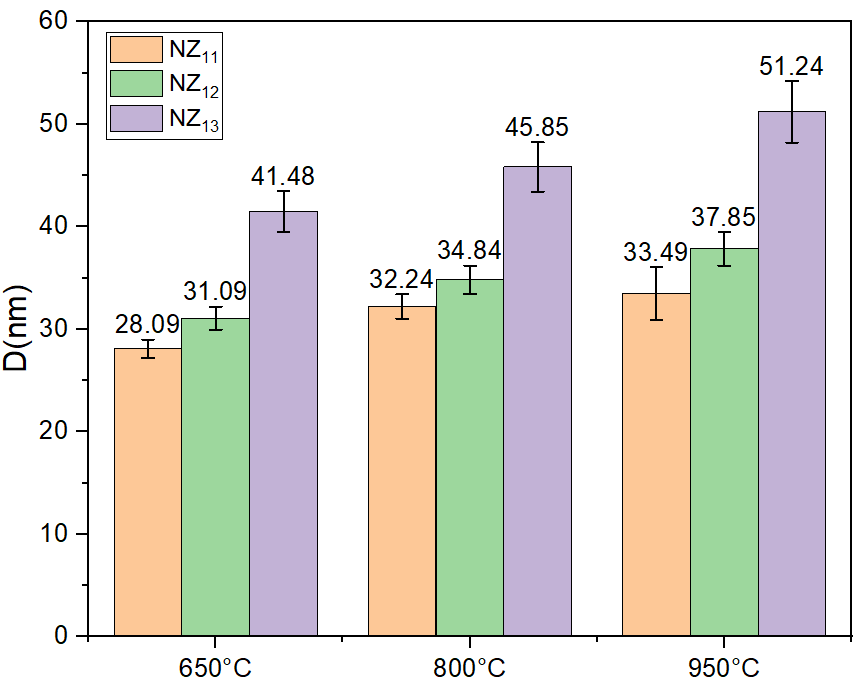 60
50
40
30
20
10
0
D(nm)
NZ₁₁
NZ₁₂
NZ₁₃
28.09
31.09
41.48
32.24
34.84
45.85
33.49
37.85
51.24
650°C
800°C
950°C